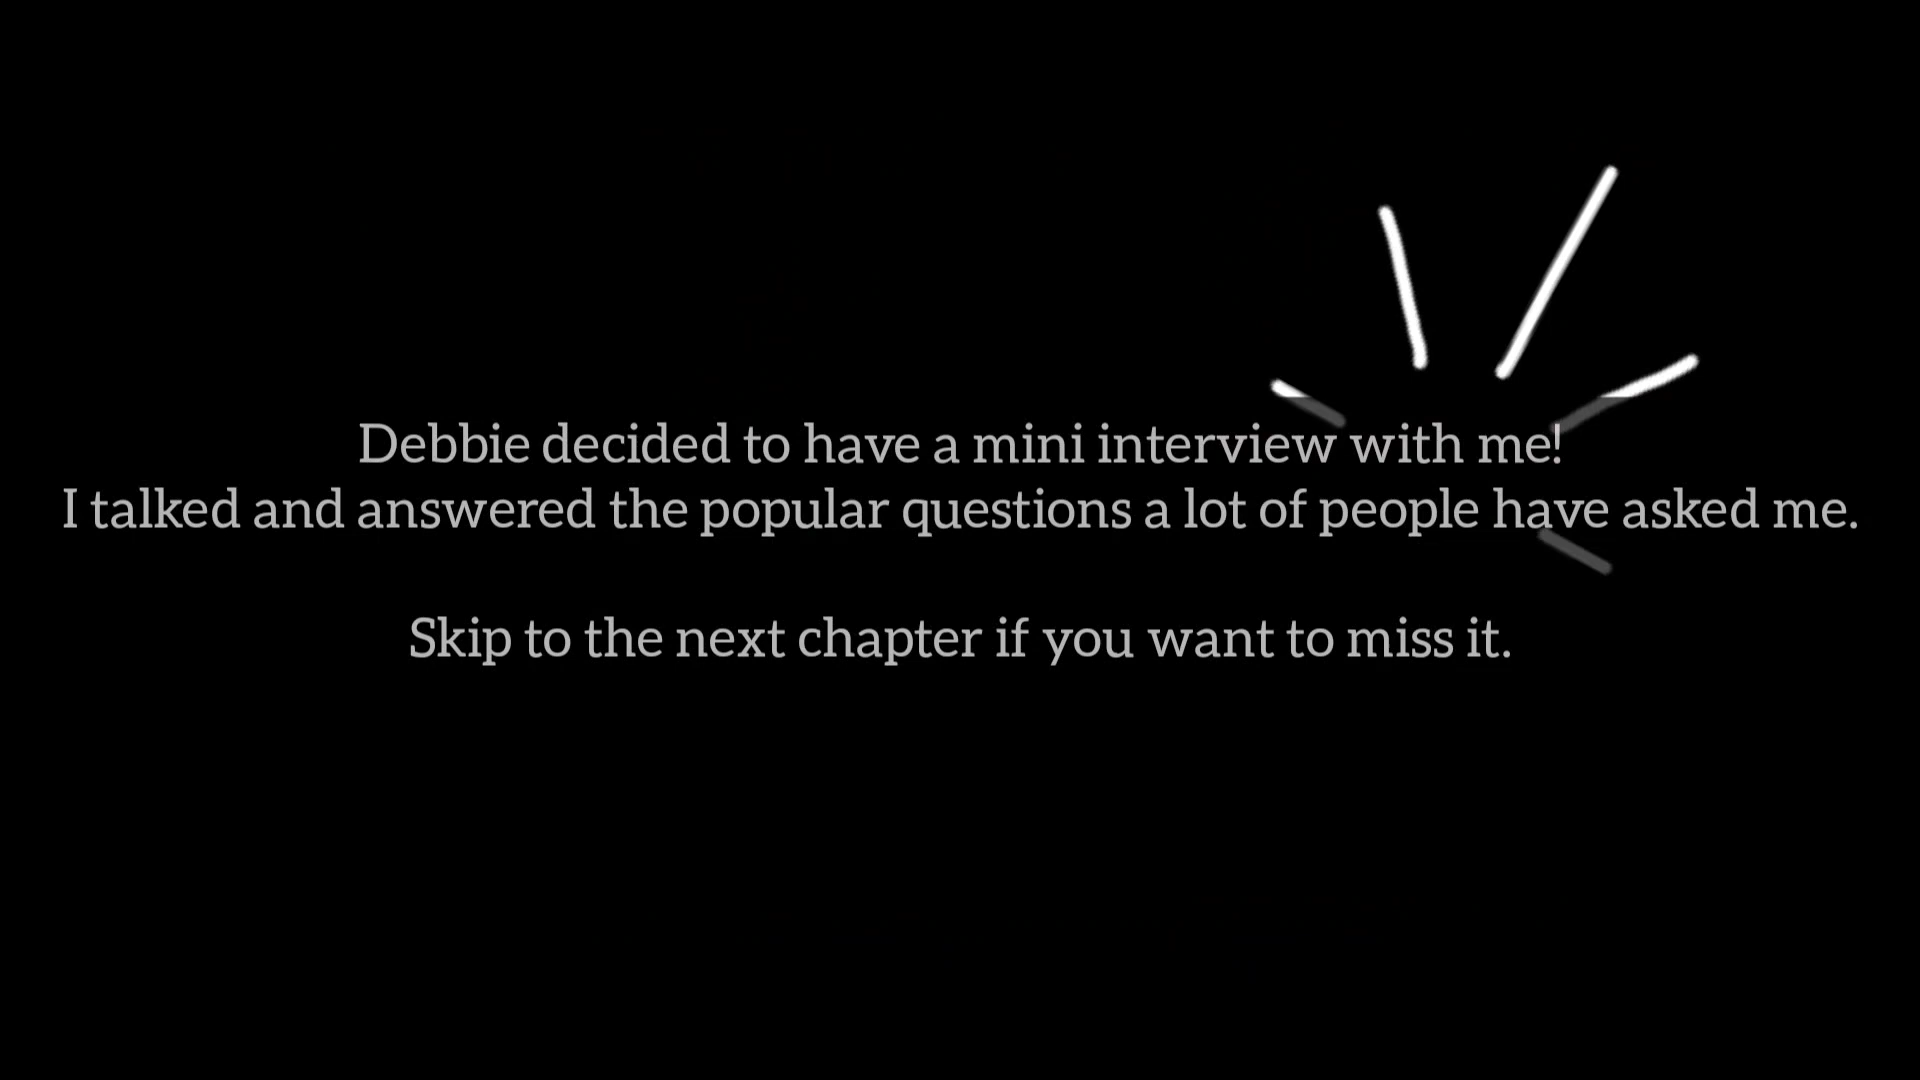 Debbie decided to have a mini interview with me!
I talked and answered the popular questions a lot of people have asked me.
Skip to the next chapter if you want to miss it.